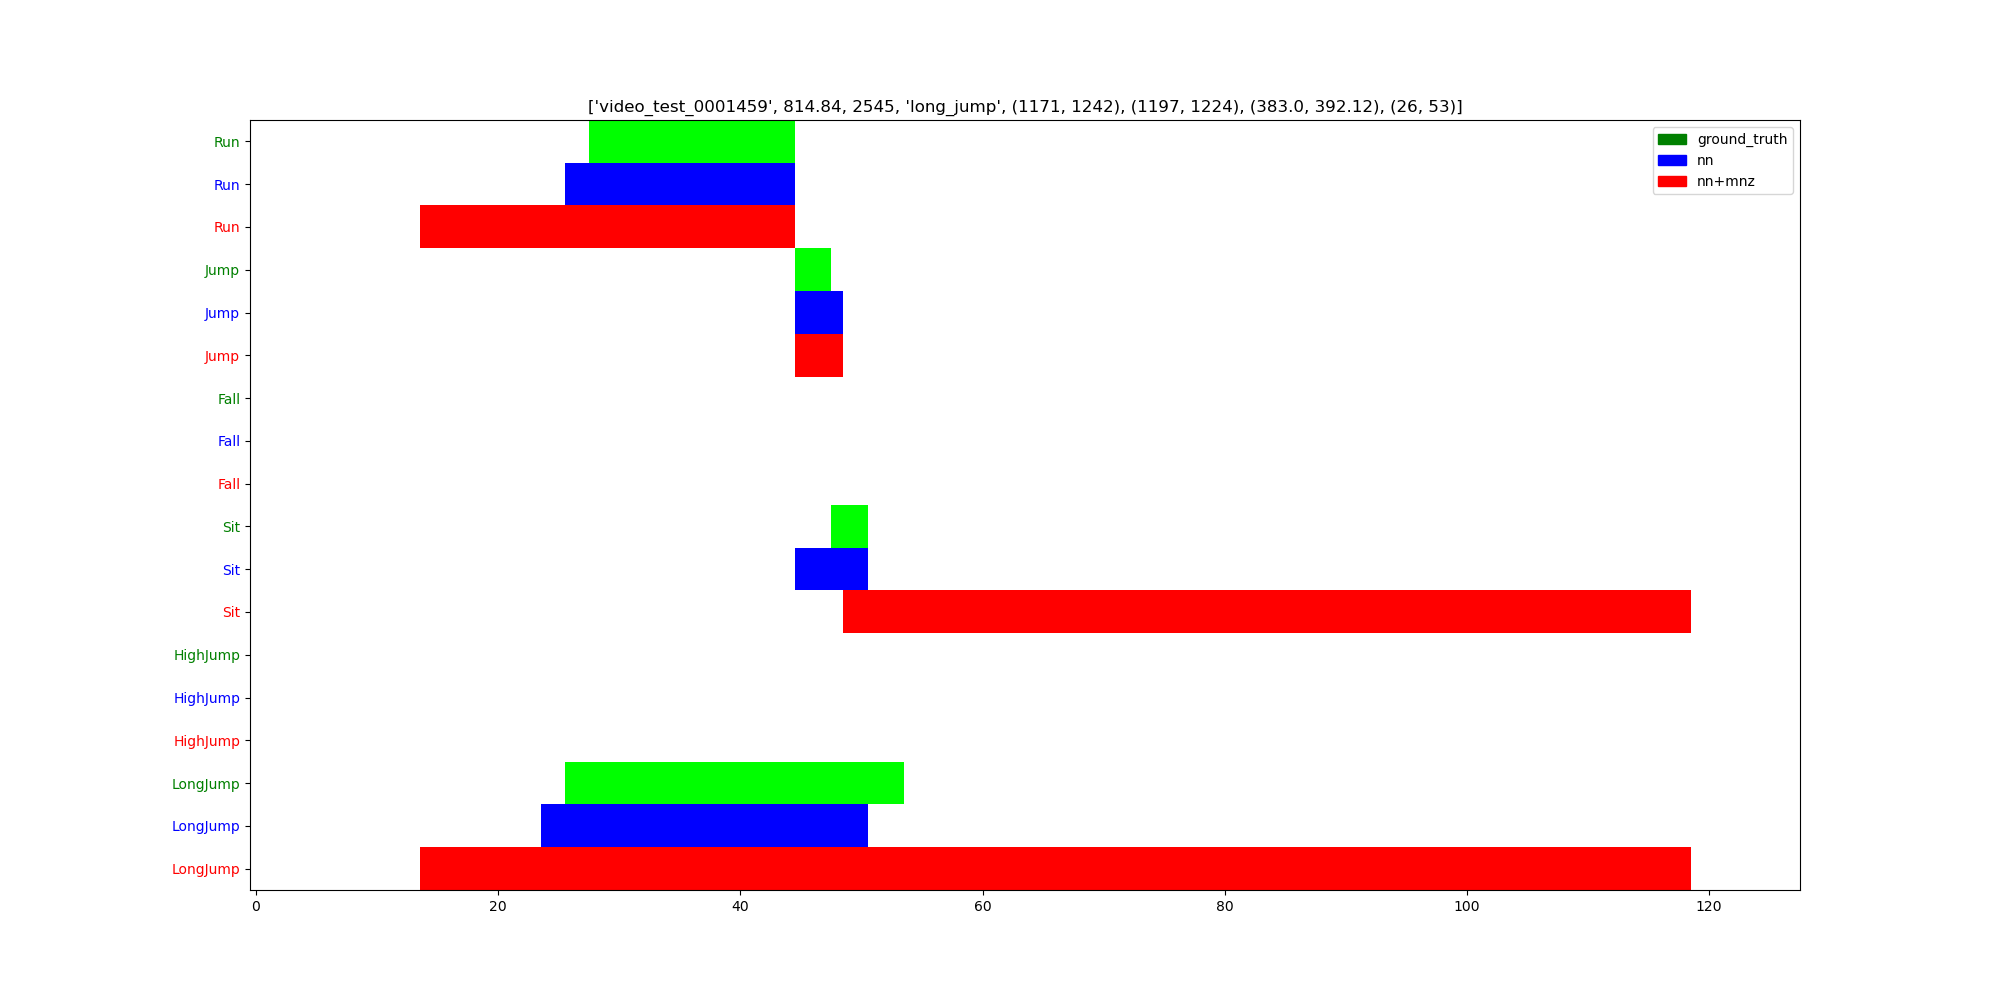 ['video_test_0001459', 814.84, 2545, 'long_jump', (1171, 1242), (1197, 1224), (383.0, 392.12), (26, 53)]
ground_truth
nn
nn+mnz
Run
Run
Run
Jump
Jump
Jump
Fall
Fall
Fall
Sit
Sit
Sit
HighJump
HighJump
HighJump
LongJump
LongJump
LongJump
0 20 40 60 80 100 120